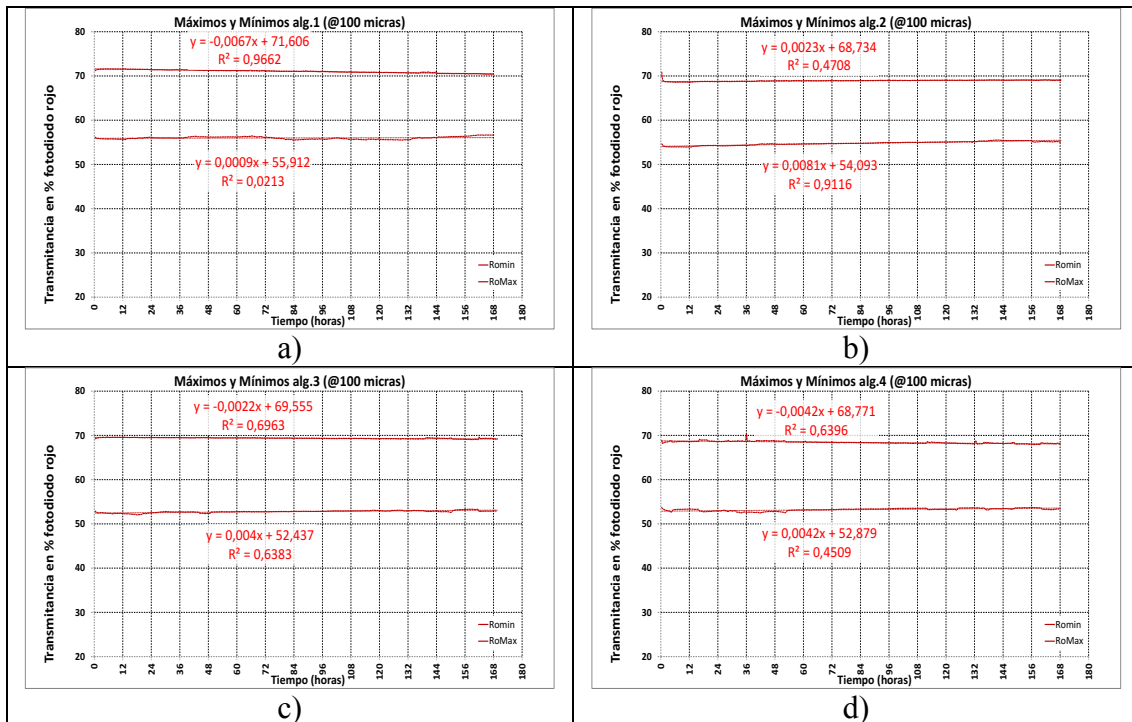 Máximos y Mínimos alg.1 (@100 micras)
Transmitancia en % fotodiodo rojo
80
70
60
50
40
30
20
y = -0,0067x + 71,606
R² = 0,9662
y = 0,0009x + 55,912
R² = 0,0213
Romin
RoMax
0 12 24 36 48 60 72 84 96 108 120 132 144 156 168 180
Tiempo (horas)
a)
Máximos y Mínimos alg.2 (@100 micras)
Transmitancia en % fotodiodo rojo
80
70
60
50
40
30
20
y = 0,0023x + 68,734
R² = 0,4708
y = 0,0081x + 54,093
R² = 0,9116
Romin
RoMax
0 12 24 36 48 60 72 84 96 108 120 132 144 156 168 180
Tiempo (horas)
b)
Máximos y Mínimos alg.3 (@100 micras)
Transmitancia en % fotodiodo rojo
80
70
60
50
40
30
20
y = -0,0022x + 69,555
R² = 0,6963
y = 0,004x + 52,437
R² = 0,6383
Romin
RoMax
0 12 24 36 48 60 72 84 96 108 120 132 144 156 168 180
Tiempo (horas)
c)
Máximos y Mínimos alg.4 (@100 micras)
Transmitancia en % fotodiodo rojo
80
70
60
50
40
30
20
y = -0,0042x + 68,771
R² = 0,6396
y = 0,0042x + 52,879
R² = 0,4509
Romin
RoMax
0 12 24 36 48 60 72 84 96 108 120 132 144 156 168 180
Tiempo (horas)
d)